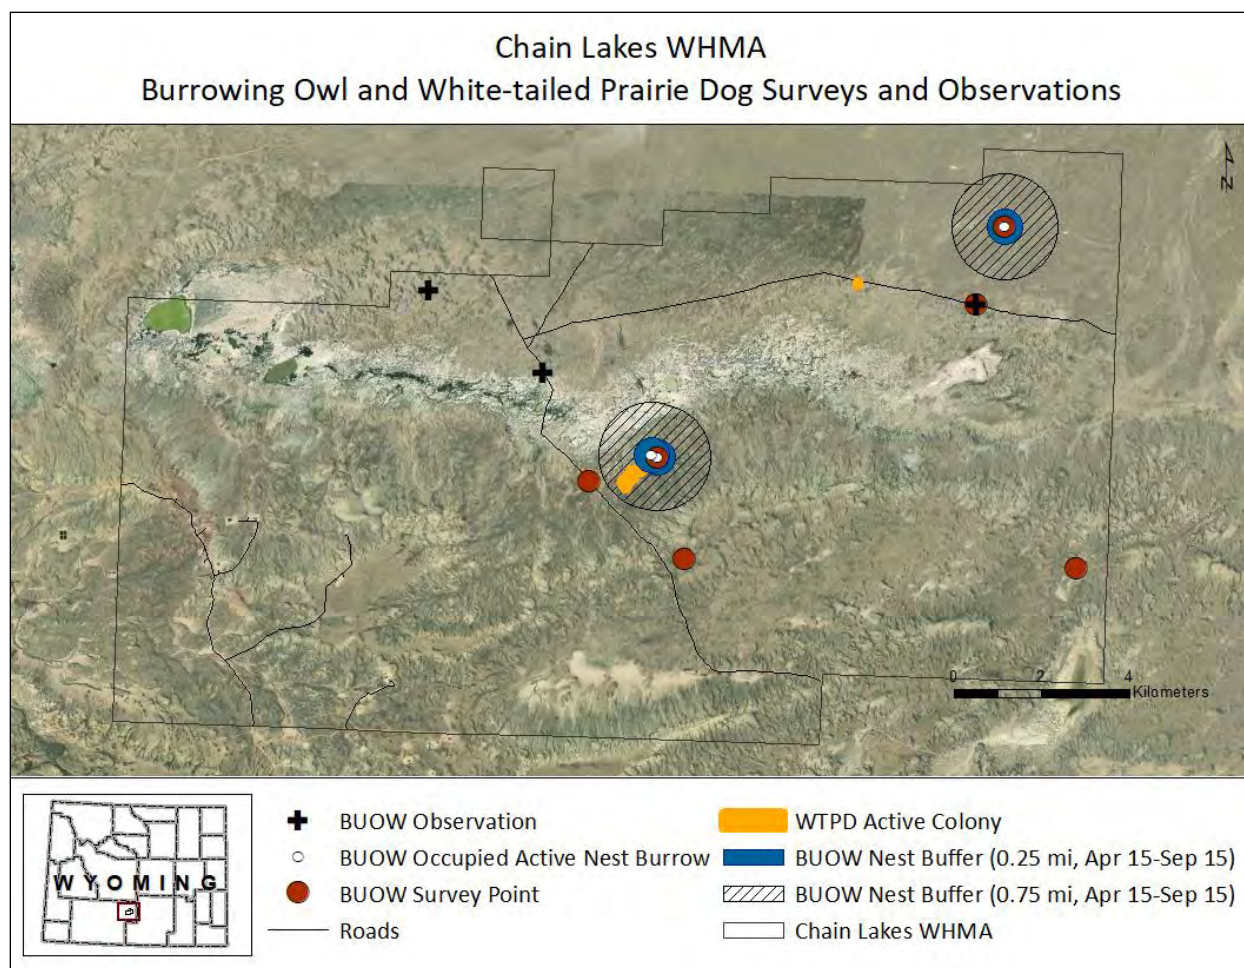 Chain Lakes WHMA
Burrowing Owl and White-tailed Prairie Dog Surveys and Observations
N
0 2 4
Kilometers
WYOMING
BUOW Observation
BUOW Occupied Active Nest Burrow
BUOW Survey Point
Roads
WTPD Active Colony
BUOW Nest Buffer (0.25 mi, Apr 15-Sep 15)
BUOW Nest Buffer (0.75 mi, Apr 15-Sep 15)
Chain Lakes WHMA